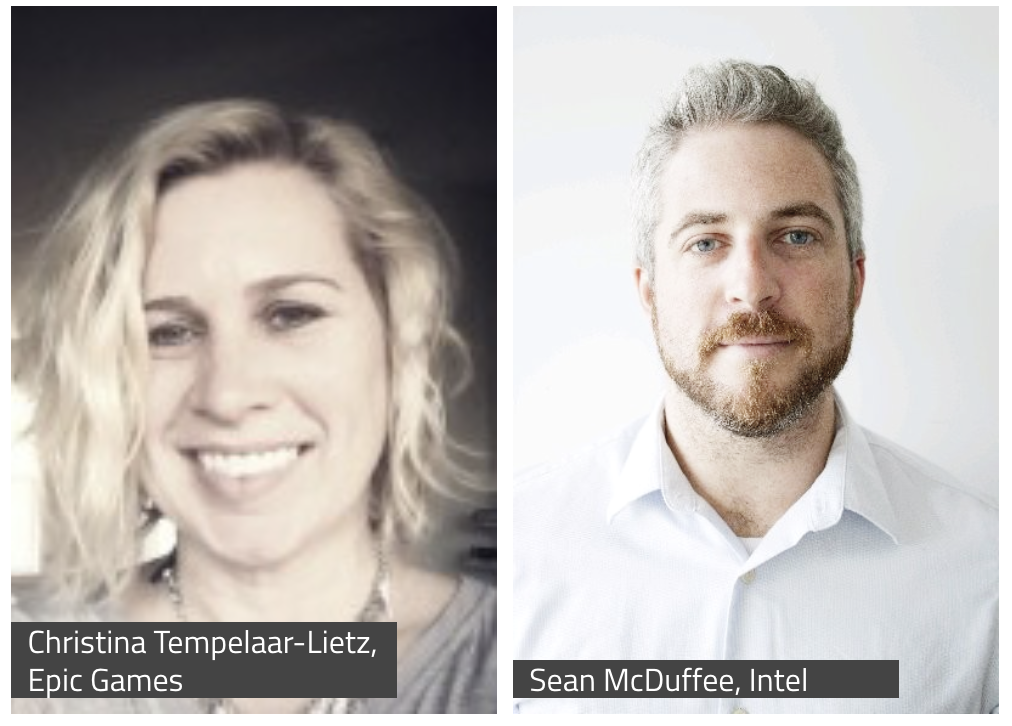 Christina Tempelaar-Lietz,
Epic Games
Sean McDuffee, Intel